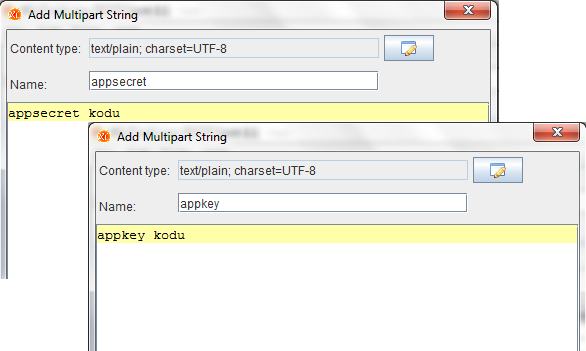 Add Multipart String
Content type: text/plain; charset=UTF-8
Name: appsecret
appsecret kodu
Add Multipart String
Content type: text/plain; charset=UTF-8
Name: appkey
appkey kodu